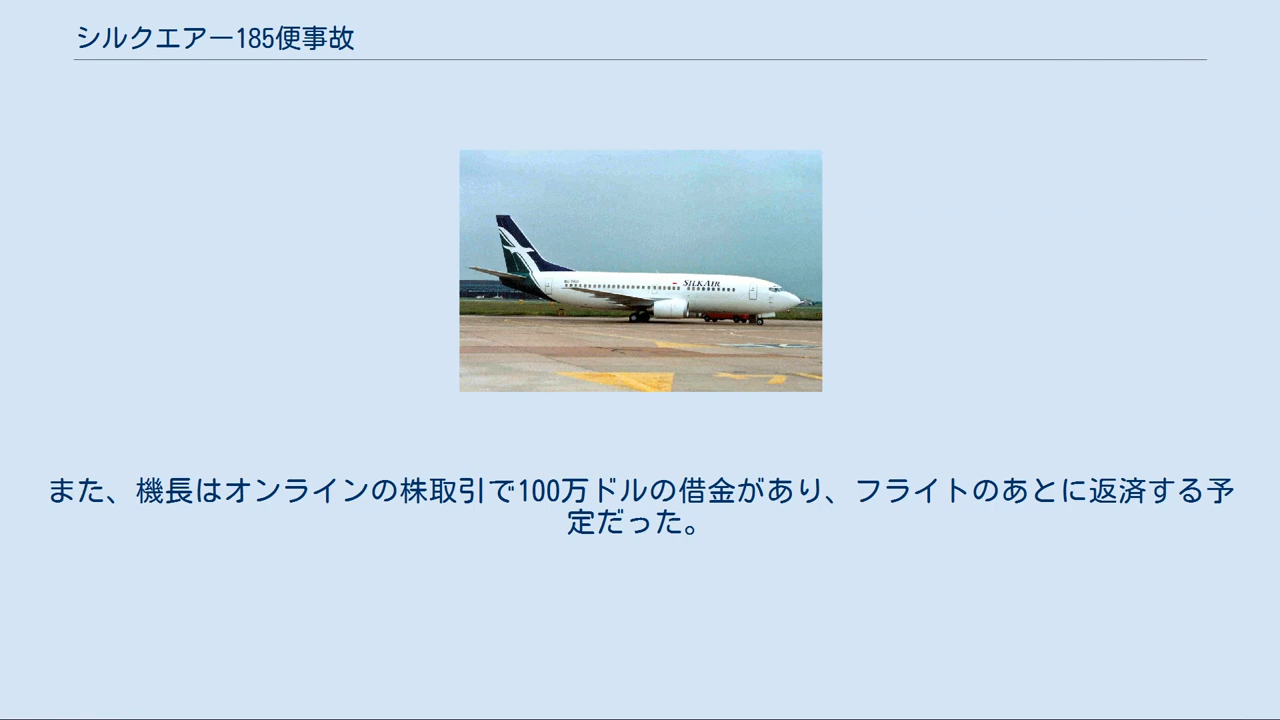 シルクエアー185便事故
SILKAIR
また、機長はオンラインの株取引で100万ドルの借金があり、フライトのあとに返済する予
定だった。